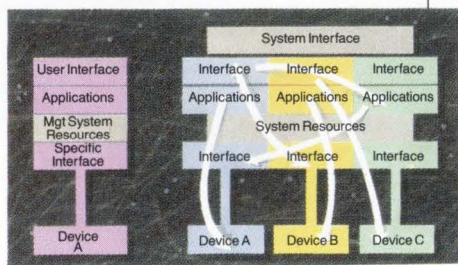 System Interface
User Interface
Applications
Mgt System
Resources
Specific
Interface
Device
A
Interface Interface Interface
Applications Applications Applications
System Resources
Interface Interface Interface
Device A Device B Device C